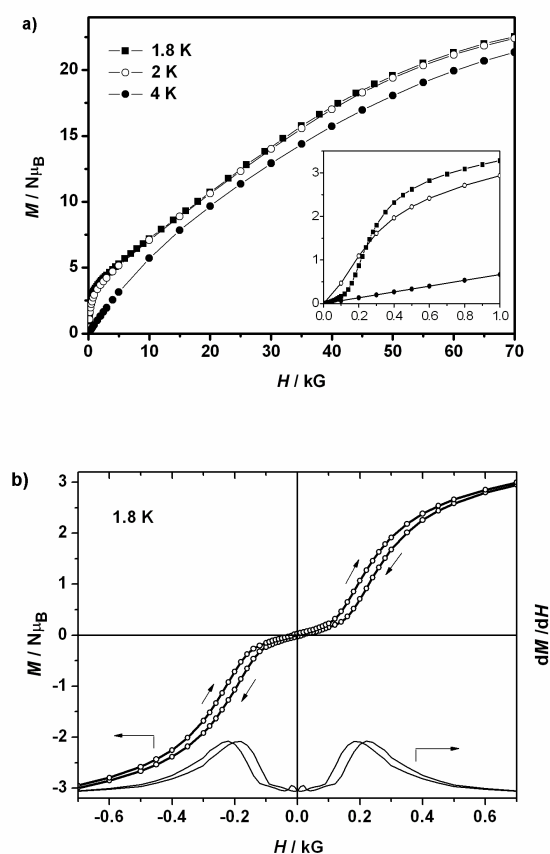 a)
M / NμB
20
15
10
5
0
1.8 K
2 K
4 K
3
2
1
0
0.0 0.2 0.4 0.6 0.8 1.0
0 10 20 30 40 50 60 70
H / kG
b)
1.8 K
M / NμB
3
2
1
0
-1
-2
-3
dM /dH
-0.6 -0.4 -0.2 0.0 0.2 0.4 0.6
H / kG